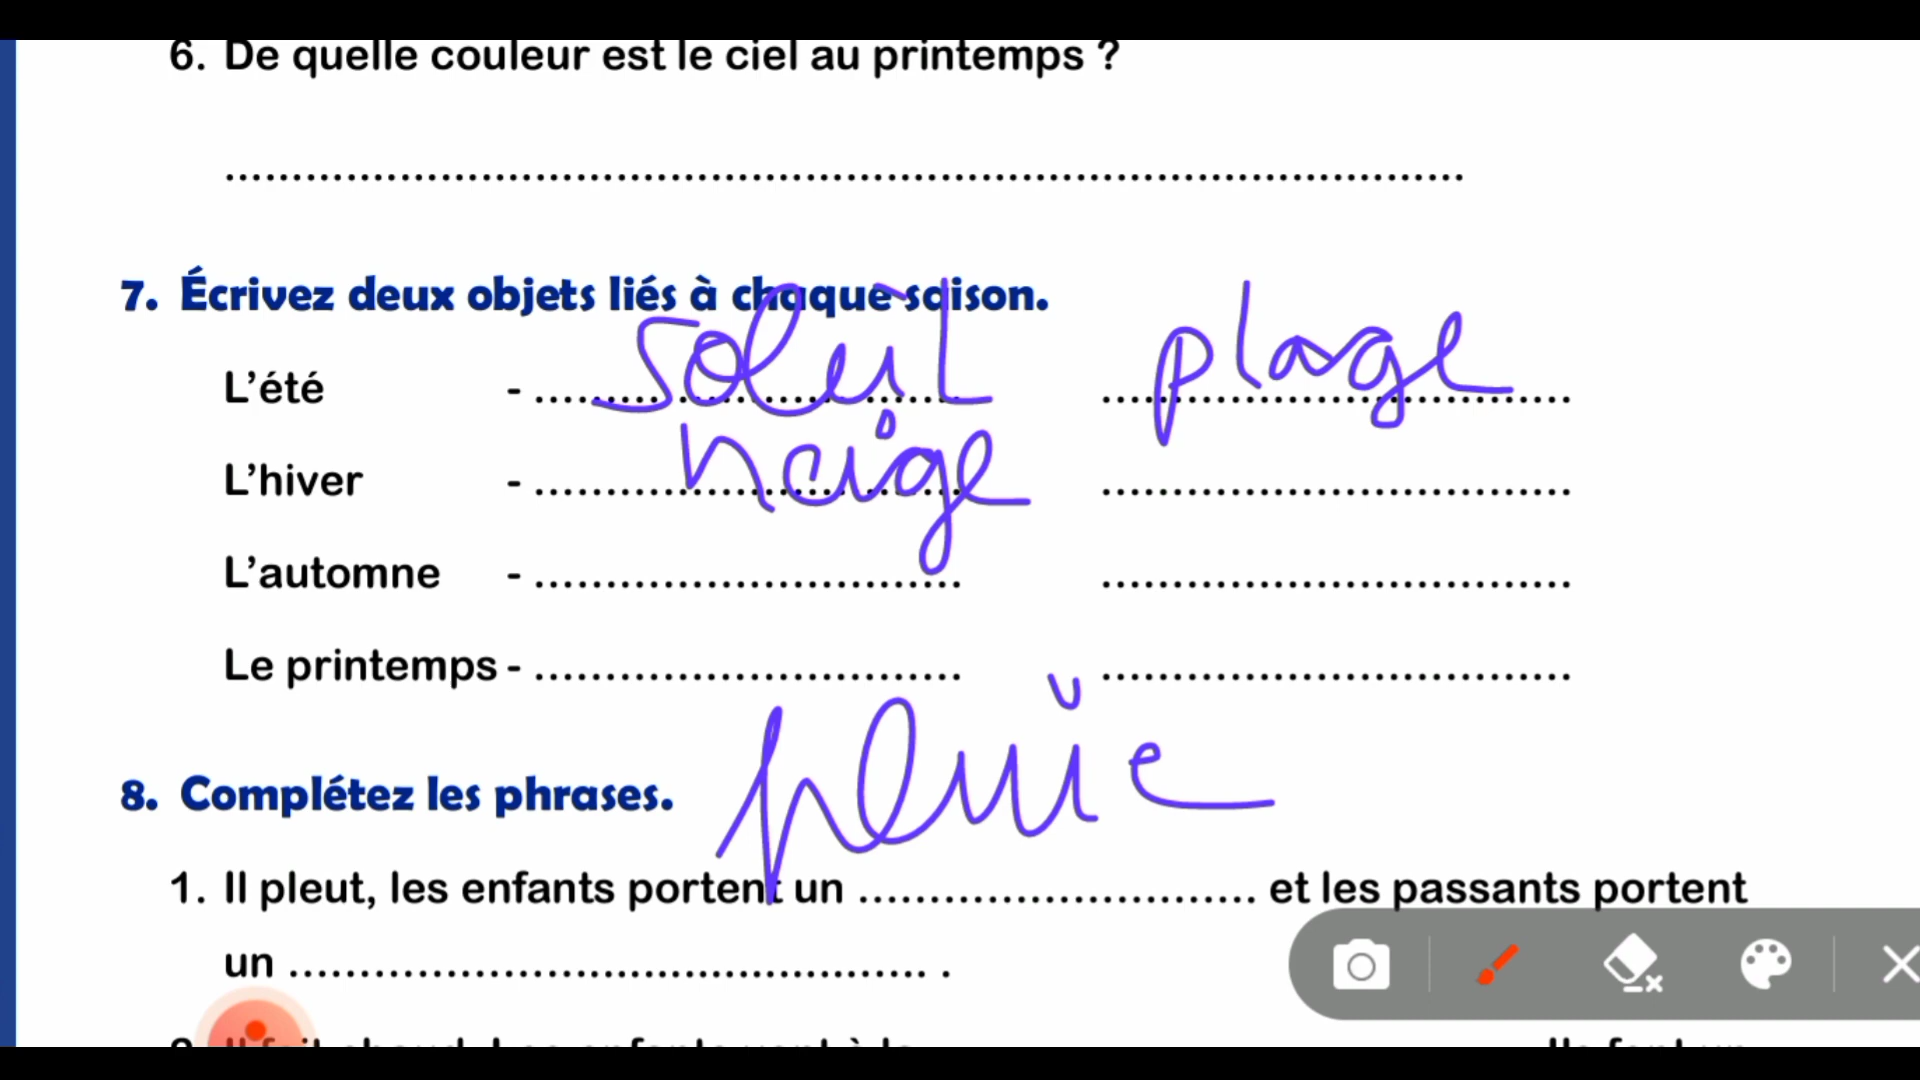 6. De quelle couleur est le ciel au printemps ?
..........................................................................................
7. Écrivez deux objets liés à chaque saison.
L'été - soleil plage
L'hiver - neige ..................................
L'automne - .............................. ..................................
Le printemps - .............................. ..................................
pluie
8. Complétez les phrases.
1. Il pleut, les enfants portent un ............................ et les passants portent
un .............................................. .